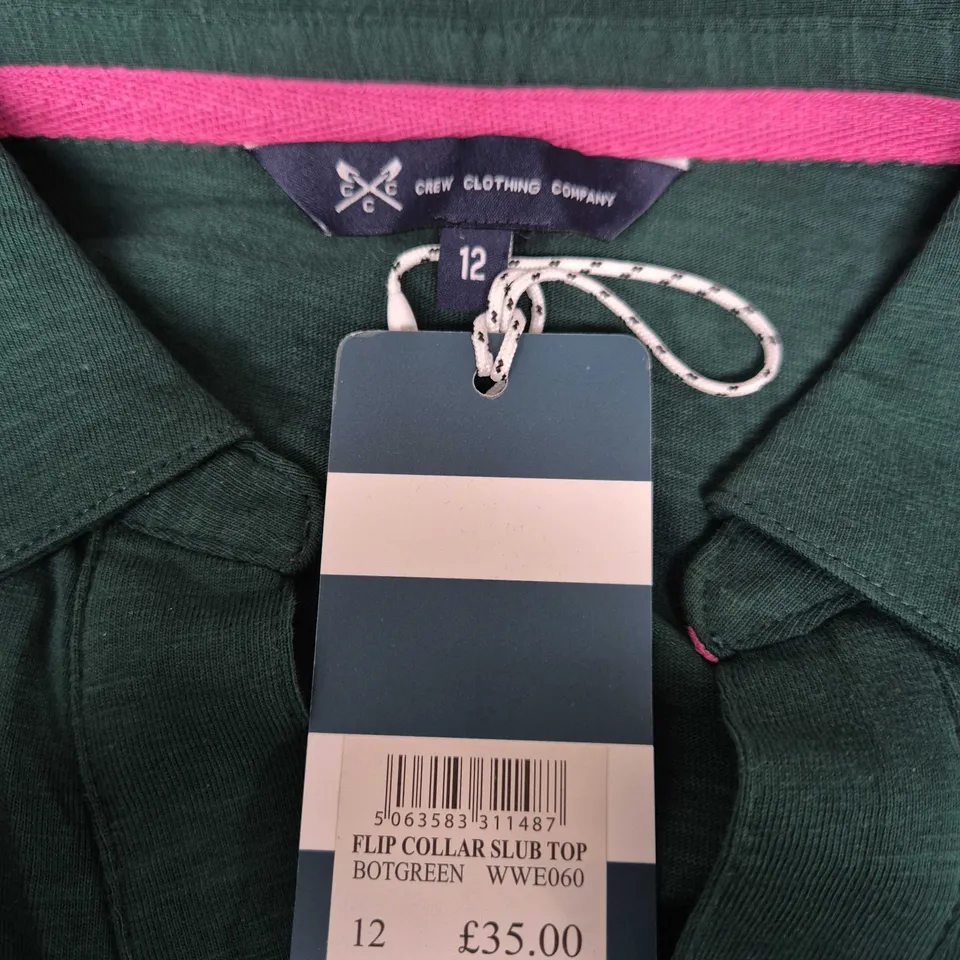 C C
C
CREW CLOTHING COMPANY
12
5 063583 311487
FLIP COLLAR SLUB TOP
BOTGREEN WWE060
12 £35.00